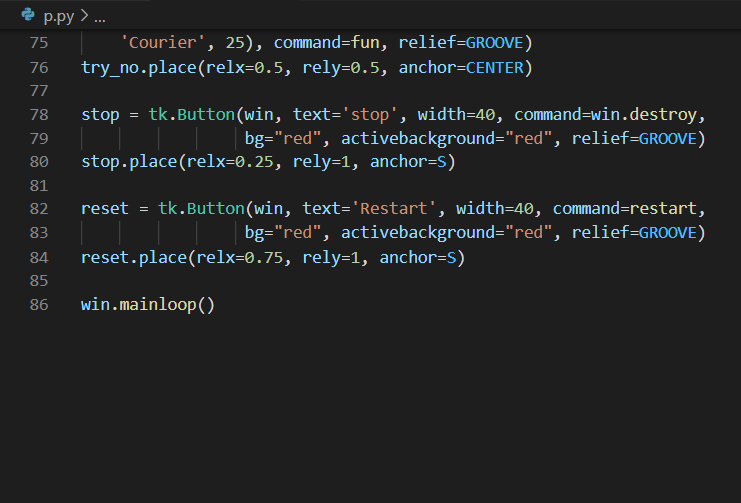 p.py > ...
75 'Courier', 25), command=fun, relief=GROOVE)
76 try_no.place(relx=0.5, rely=0.5, anchor=CENTER)
77
78 stop = tk.Button(win, text='stop', width=40, command=win.destroy,
79 bg="red", activebackground="red", relief=GROOVE)
80 stop.place(relx=0.25, rely=1, anchor=S)
81
82 reset = tk.Button(win, text='Restart', width=40, command=restart,
83 bg="red", activebackground="red", relief=GROOVE)
84 reset.place(relx=0.75, rely=1, anchor=S)
85
86 win.mainloop()